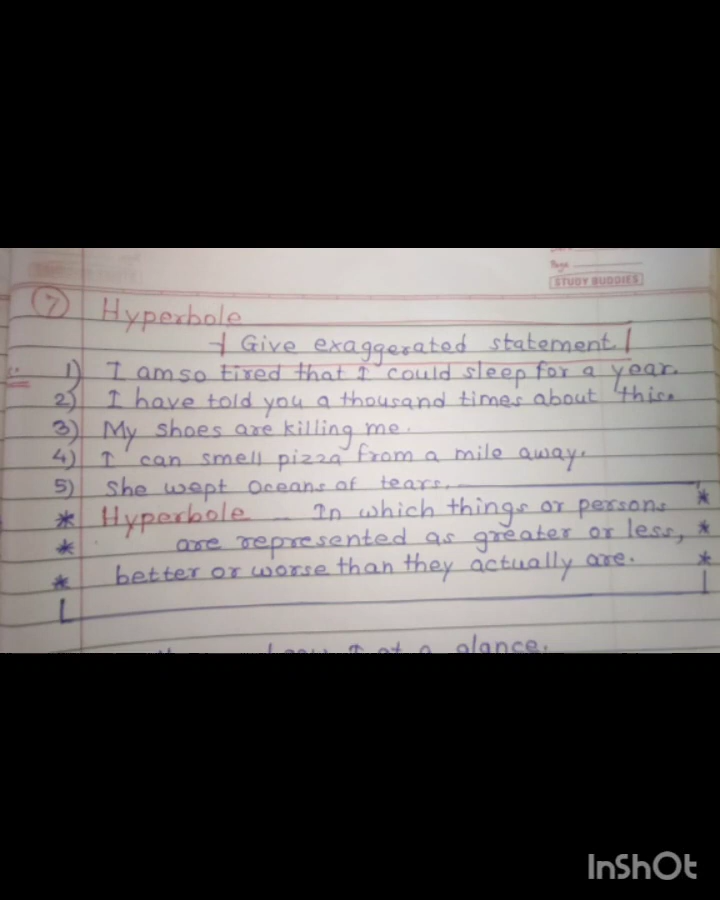 Page
STUDY BUDDIES
7 Hyperbole
Give exaggerated statement.
1) I am so tired that I could sleep for a year.
2) I have told you a thousand times about this.
3) My shoes are killing me.
4) I can smell pizza from a mile away.
5) She wept oceans of tears.
* Hyperbole - In which things or persons *
* are represented as greater or less, *
* better or worse than they actually are. *
at a glance.
InShOt